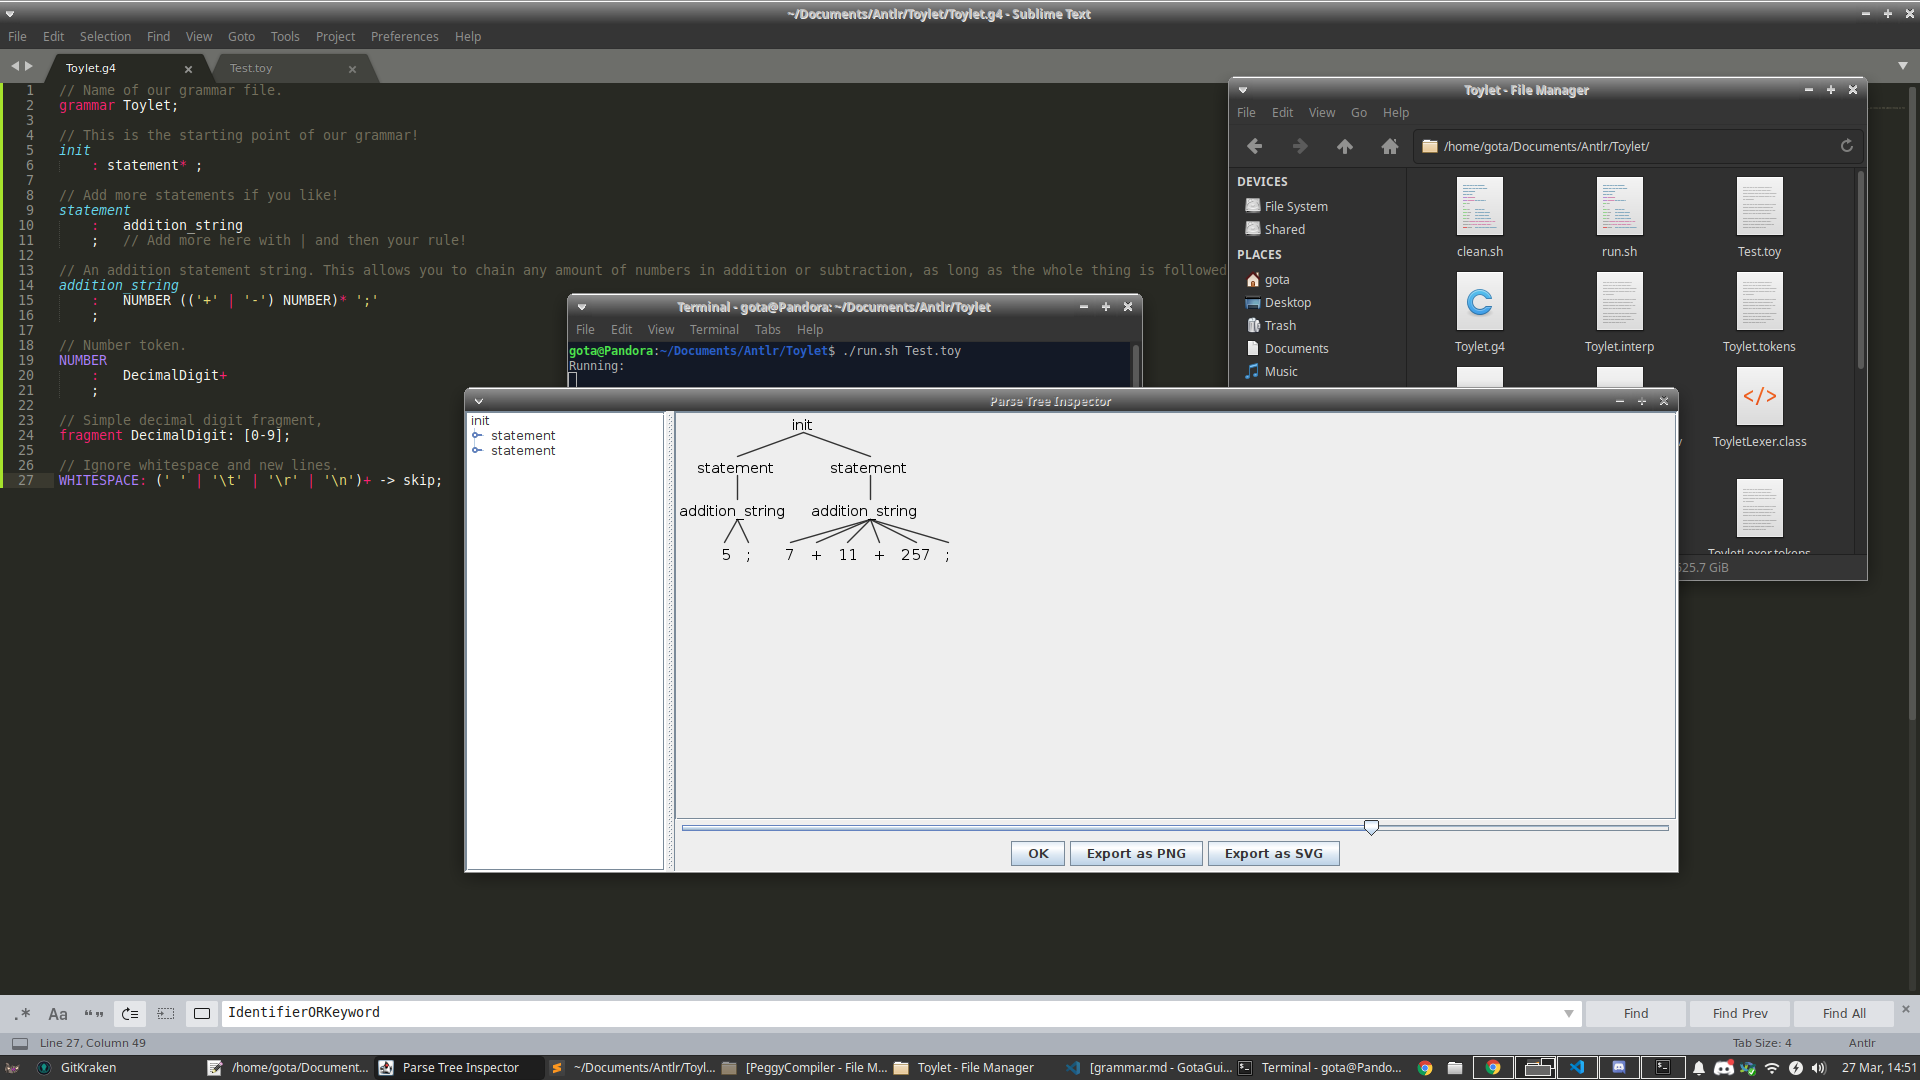 ~/Documents/Antlr/Toylet/Toylet.g4 - Sublime Text
File Edit Selection Find View Goto Tools Project Preferences Help
Toylet.g4
Test.toy
1 // Name of our grammar file.
2 grammar Toylet;
3
4 // This is the starting point of our grammar!
5 init
6 : statement* ;
7
8 // Add more statements if you like!
9 statement
10 : addition_string
11 ; // Add more here with | and then your rule!
12
13 // An addition statement string. This allows you to chain any amount of numbers in addition or subtraction, as long as the whole thing is followed
14 addition_string
15 : NUMBER (('+' | '-') NUMBER)* ';'
16 ;
17
18 // Number token.
19 NUMBER
20 : DecimalDigit+
21 ;
22
23 // Simple decimal digit fragment,
24 fragment DecimalDigit: [0-9];
25
26 // Ignore whitespace and new lines.
27 WHITESPACE: (' ' | '\t' | '\r' | '\n')+ -> skip;
Toylet - File Manager
File Edit View Go Help
/home/gota/Documents/Antlr/Toylet/
DEVICES
File System
Shared
PLACES
gota
Desktop
Trash
Documents
Music
clean.sh
run.sh
Test.toy
Toylet.g4
Toylet.interp
Toylet.tokens
ToyletLexer.class
ToyletLexer.tokens
625.7 GiB
Terminal - gota@Pandora: ~/Documents/Antlr/Toylet
File Edit View Terminal Tabs Help
gota@Pandora:~/Documents/Antlr/Toylet$ ./run.sh Test.toy
Running:
Parse Tree Inspector
init
statement
statement
init
statement statement
addition_string addition_string
5 ; 7 + 11 + 257 ;
OK
Export as PNG
Export as SVG
.* Aa “”
IdentifierORKeyword
Find
Find Prev
Find All
Line 27, Column 49
Tab Size: 4
Antlr
GitKraken
/home/gota/Document...
Parse Tree Inspector
~/Documents/Antlr/Toyl...
[PeggyCompiler - File M...
Toylet - File Manager
[grammar.md - GotaGui...
Terminal - gota@Pando...
27 Mar, 14:51